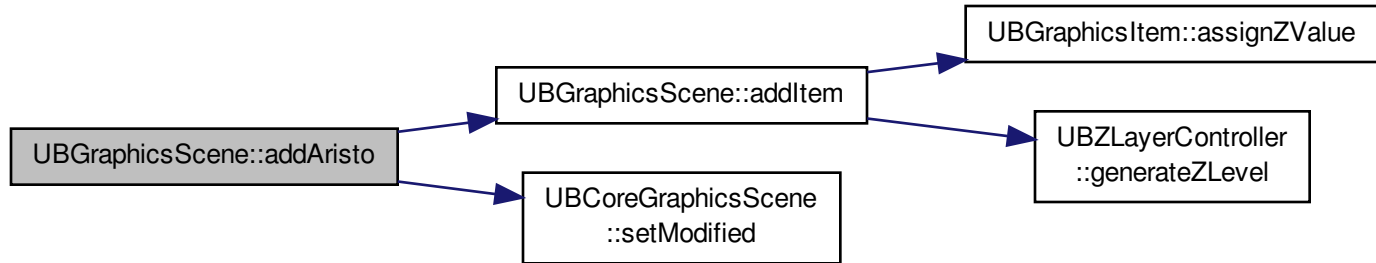 UBGraphicsScene::addAristo
UBGraphicsScene::addItem
UBGraphicsItem::assignZValue
UBZLayerController
::generateZLevel
UBCoreGraphicsScene
::setModified